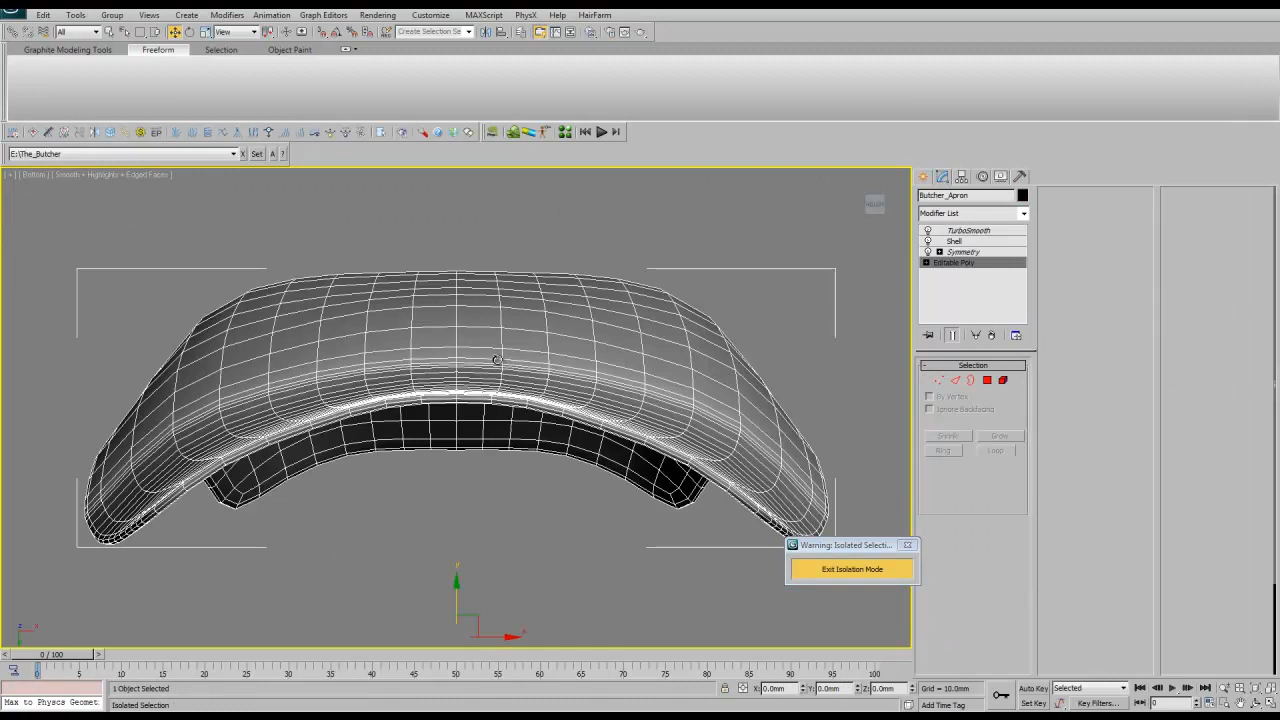 Edit Tools Group Views Create Modifiers Animation Graph Editors Rendering Customize MAXScript PhysX Help HairFarm
All View Create Selection Se
Graphite Modeling Tools Freeform Selection Object Paint
EP
E:\The_Butcher X Set A ?
[ + ] [ Bottom ] [ Smooth + Highlights + Edged Faces ]
Butcher_Apron
Modifier List
TurboSmooth
Shell
Symmetry
Editable Poly
- Selection
By Vertex
Ignore Backfacing
Shrink Grow
Ring Loop
Warning: Isolated Selecti...
Exit Isolation Mode
y
x
z x
< 0 / 100 >
0 5 10 15 20 25 30 35 40 45 50 55 60 65 70 75 80 85 90 95 100
1 Object Selected X: 0.0mm Y: 0.0mm Z: 0.0mm Grid = 10.0mm Auto Key Selected
Max to Physcs Geomet Isolated Selection Add Time Tag Set Key Key Filters... 0